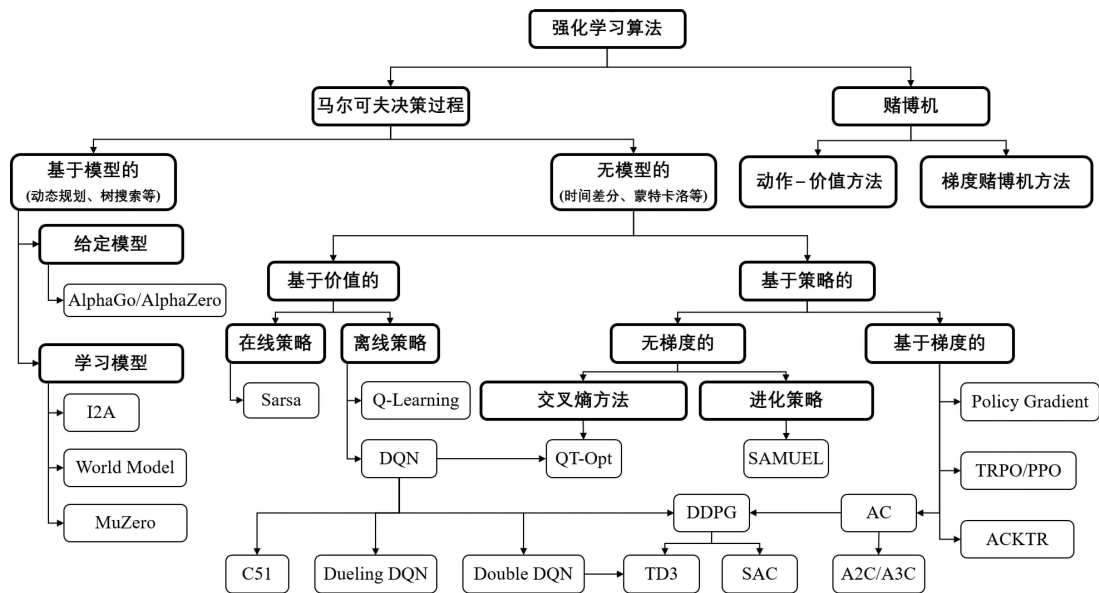 强化学习算法
马尔可夫决策过程
赌博机
基于模型的
(动态规划、树搜索等)
无模型的
(时间差分、蒙特卡洛等)
动作-价值方法
梯度赌博机方法
给定模型
AlphaGo/AlphaZero
学习模型
I2A
World Model
MuZero
基于价值的
基于策略的
在线策略
离线策略
无梯度的
基于梯度的
Sarsa
Q-Learning
交叉熵方法
进化策略
Policy Gradient
DQN
QT-Opt
SAMUEL
TRPO/PPO
DDPG
AC
ACKTR
C51
Dueling DQN
Double DQN
TD3
SAC
A2C/A3C